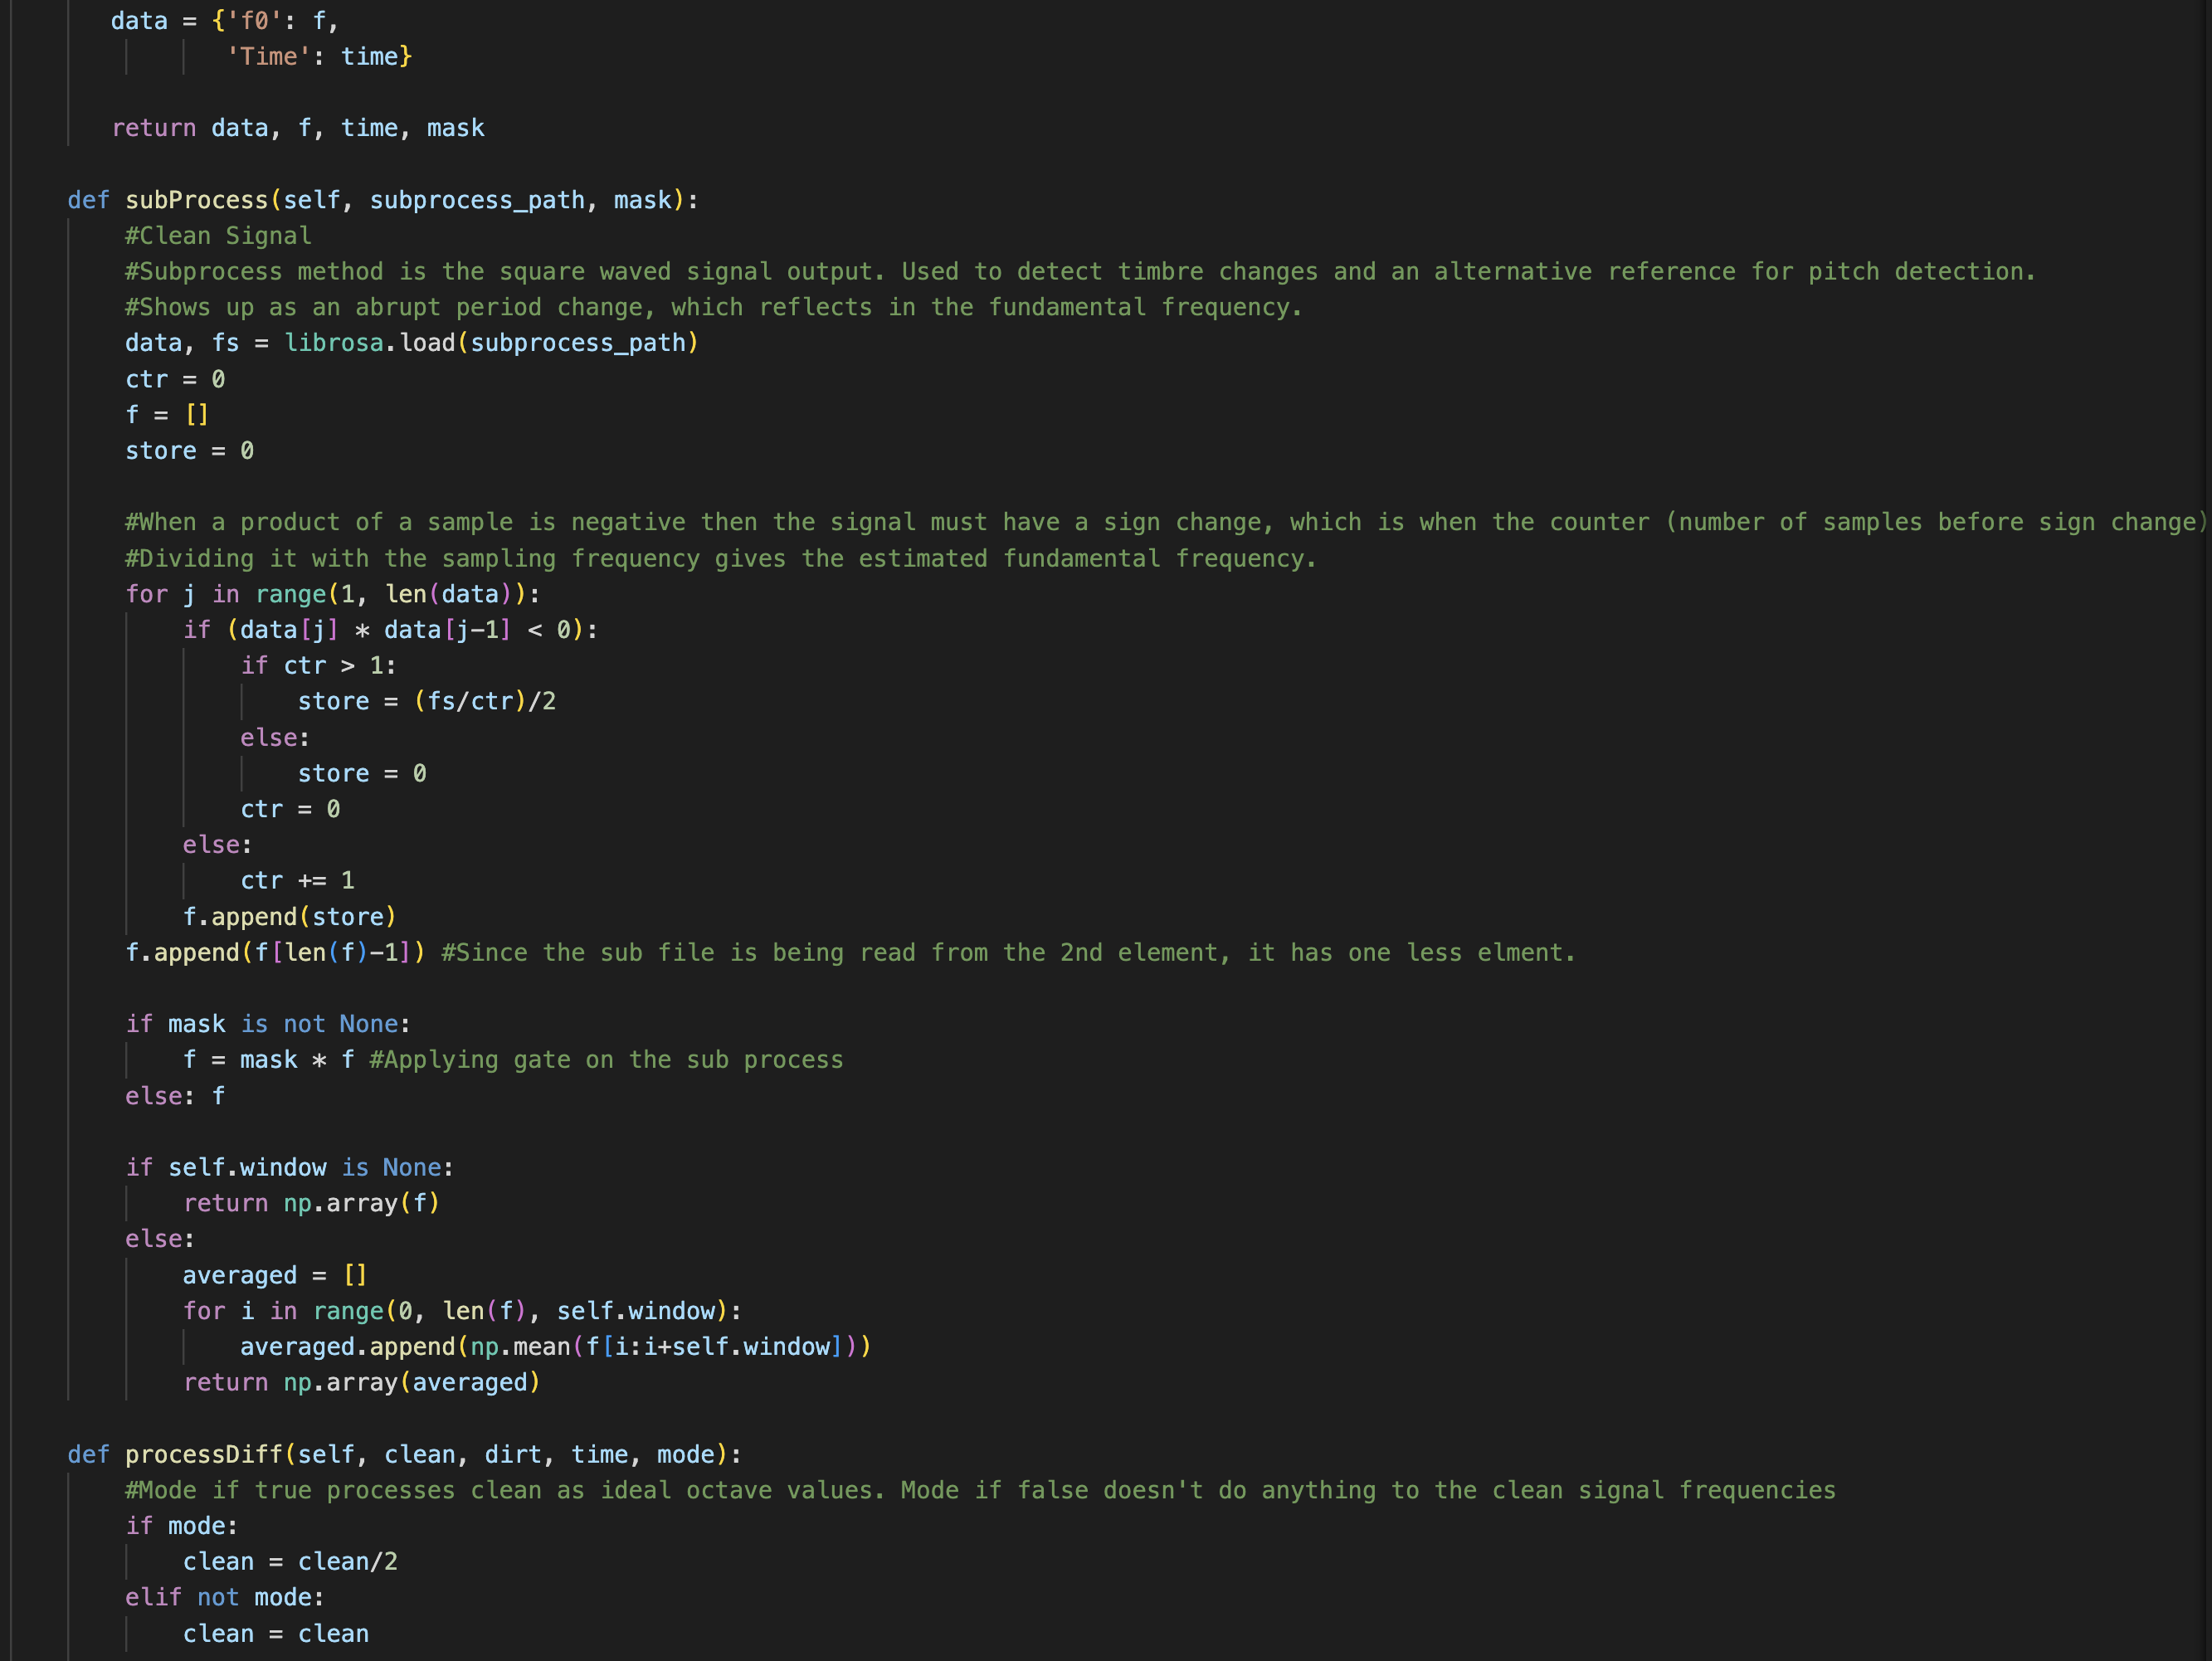 data = {'f0': f,
'Time': time}
return data, f, time, mask
def subProcess(self, subprocess_path, mask):
#Clean Signal
#Subprocess method is the square waved signal output. Used to detect timbre changes and an alternative reference for pitch detection.
#Shows up as an abrupt period change, which reflects in the fundamental frequency.
data, fs = librosa.load(subprocess_path)
ctr = 0
f = []
store = 0
#When a product of a sample is negative then the signal must have a sign change, which is when the counter (number of samples before sign change)
#Dividing it with the sampling frequency gives the estimated fundamental frequency.
for j in range(1, len(data)):
if (data[j] * data[j-1] < 0):
if ctr > 1:
store = (fs/ctr)/2
else:
store = 0
ctr = 0
else:
ctr += 1
f.append(store)
f.append(f[len(f)-1]) #Since the sub file is being read from the 2nd element, it has one less elment.
if mask is not None:
f = mask * f #Applying gate on the sub process
else: f
if self.window is None:
return np.array(f)
else:
averaged = []
for i in range(0, len(f), self.window):
averaged.append(np.mean(f[i:i+self.window]))
return np.array(averaged)
def processDiff(self, clean, dirt, time, mode):
#Mode if true processes clean as ideal octave values. Mode if false doesn't do anything to the clean signal frequencies
if mode:
clean = clean/2
elif not mode:
clean = clean